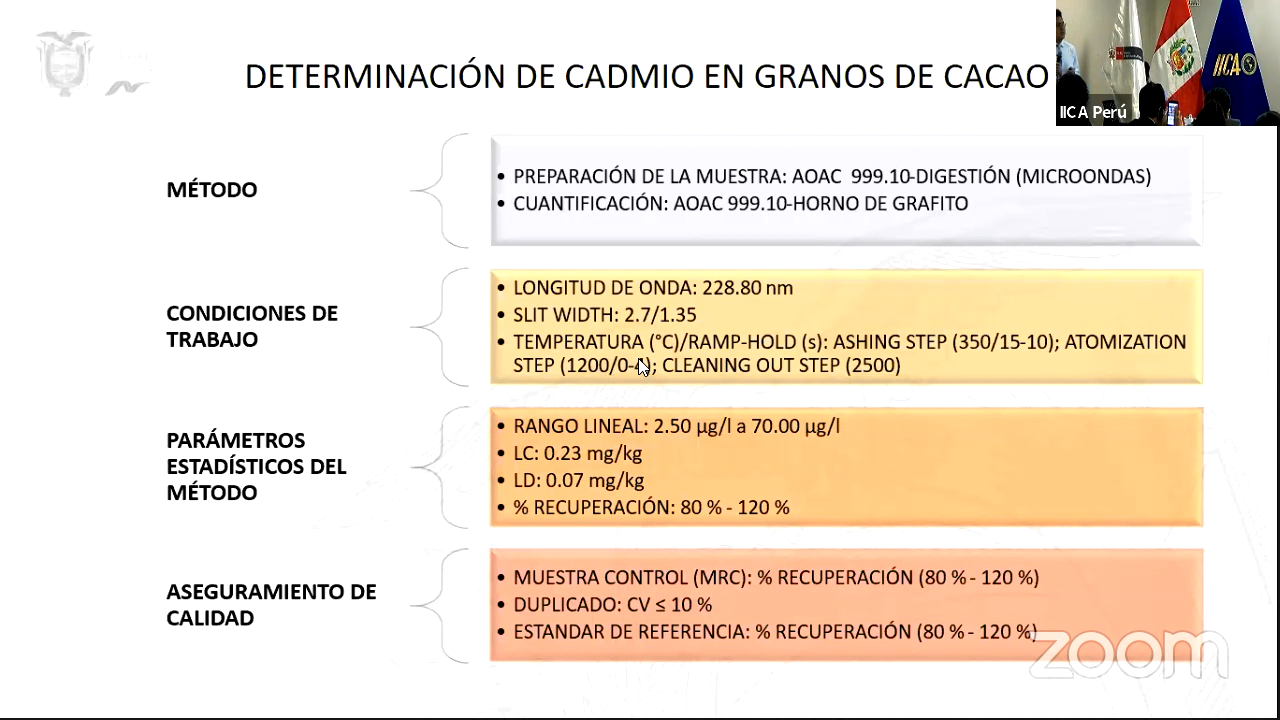 DETERMINACIÓN DE CADMIO EN GRANOS DE CACAO
IICA
IICA Perú
MÉTODO
• PREPARACIÓN DE LA MUESTRA: AOAC 999.10-DIGESTIÓN (MICROONDAS)
• CUANTIFICACIÓN: AOAC 999.10-HORNO DE GRAFITO
CONDICIONES DE
TRABAJO
• LONGITUD DE ONDA: 228.80 nm
• SLIT WIDTH: 2.7/1.35
• TEMPERATURA (°C)/RAMP-HOLD (s): ASHING STEP (350/15-10); ATOMIZATION
STEP (1200/0-); CLEANING OUT STEP (2500)
PARÁMETROS
ESTADÍSTICOS DEL
MÉTODO
• RANGO LINEAL: 2.50 µg/l a 70.00 µg/l
• LC: 0.23 mg/kg
• LD: 0.07 mg/kg
• % RECUPERACIÓN: 80 % - 120 %
ASEGURAMIENTO DE
CALIDAD
• MUESTRA CONTROL (MRC): % RECUPERACIÓN (80 % - 120 %)
• DUPLICADO: CV ≤ 10 %
• ESTANDAR DE REFERENCIA: % RECUPERACIÓN (80 % - 120 %)
zoom